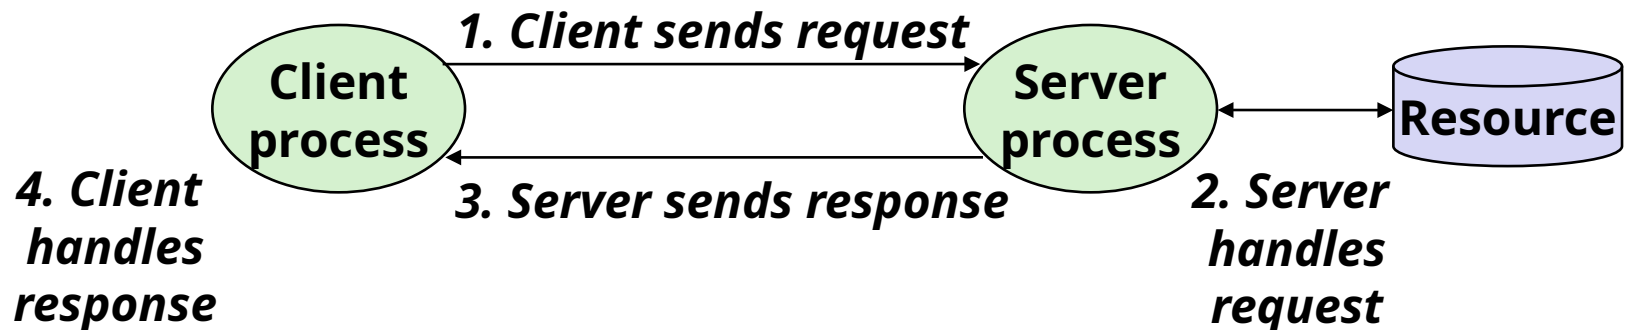 1. Client sends request
Client
process
Server
process
Resource
3. Server sends response
4. Client
handles
response
2. Server
handles
request